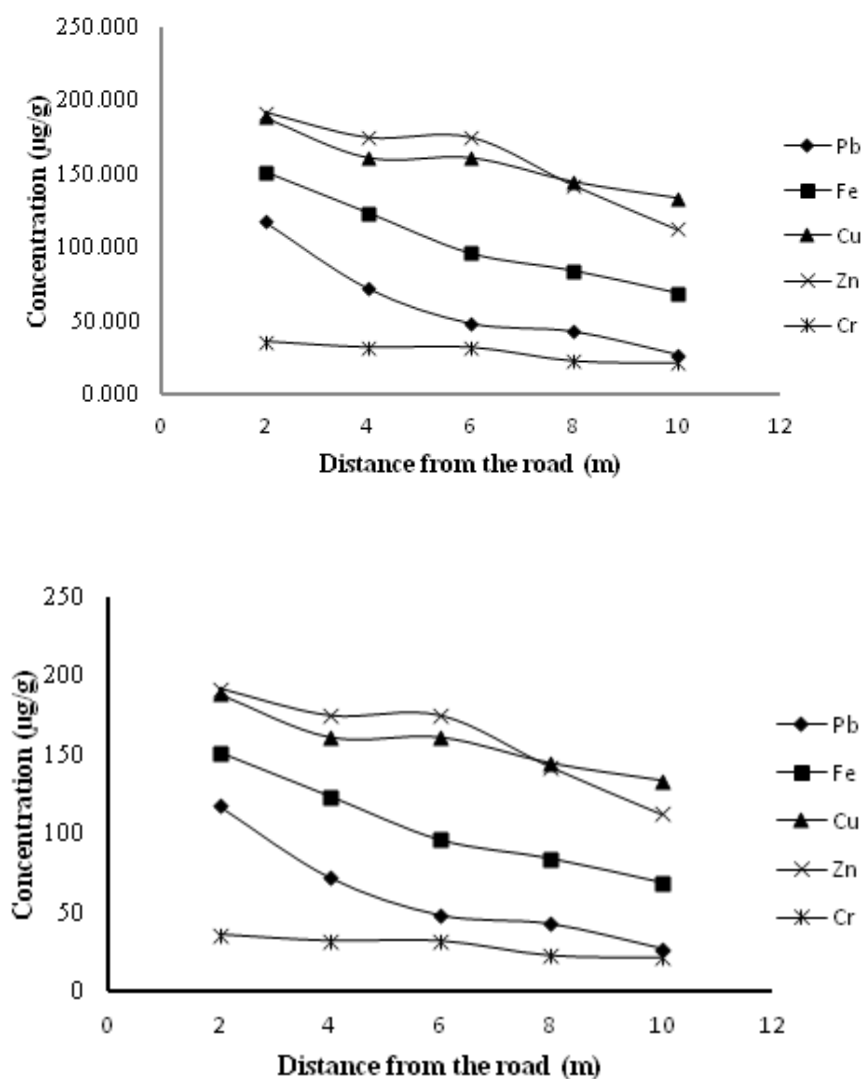 250.000
200.000
150.000
100.000
50.000
0.000
Concentration (µg/g)
0 2 4 6 8 10 12
Distance from the road (m)
Pb
Fe
Cu
Zn
Cr
250
200
150
100
50
0
Concentration (µg/g)
0 2 4 6 8 10 12
Distance from the road (m)
Pb
Fe
Cu
Zn
Cr